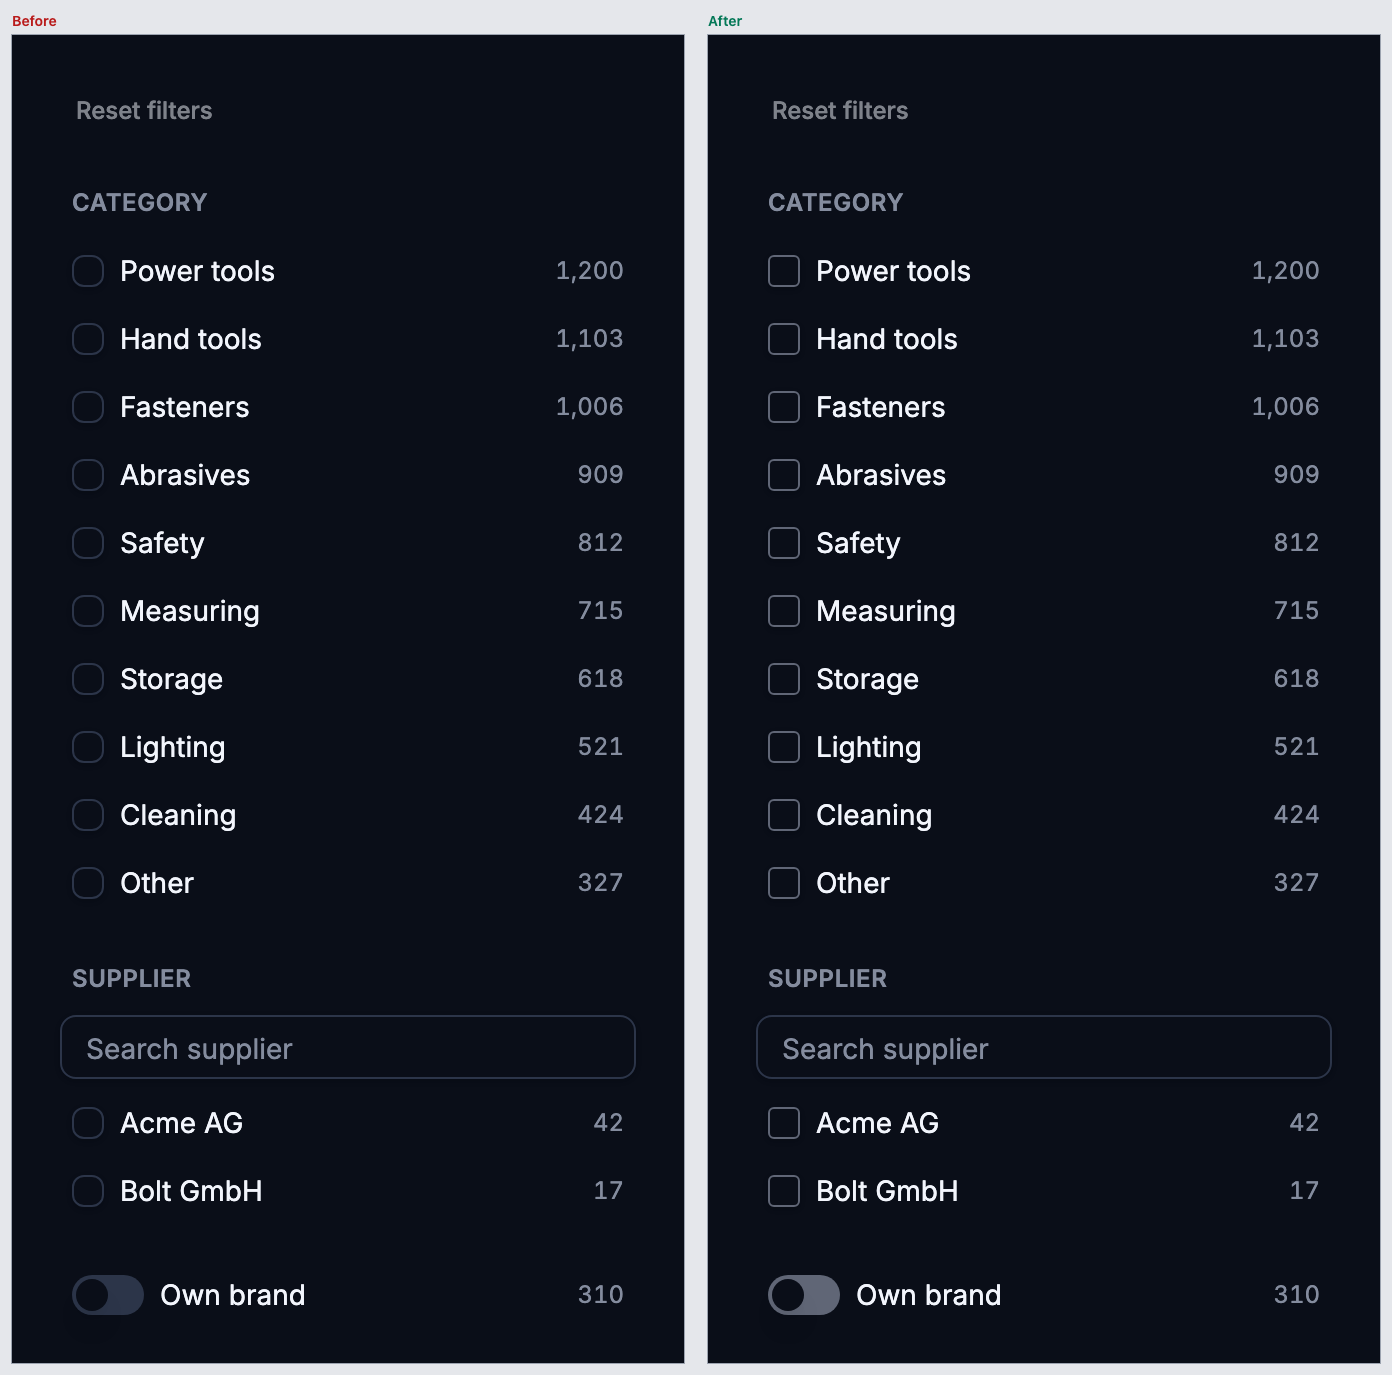 Before
Reset filters
CATEGORY
Power tools 1,200
Hand tools 1,103
Fasteners 1,006
Abrasives 909
Safety 812
Measuring 715
Storage 618
Lighting 521
Cleaning 424
Other 327
SUPPLIER
Search supplier
Acme AG 42
Bolt GmbH 17
Own brand 310
After
Reset filters
CATEGORY
Power tools 1,200
Hand tools 1,103
Fasteners 1,006
Abrasives 909
Safety 812
Measuring 715
Storage 618
Lighting 521
Cleaning 424
Other 327
SUPPLIER
Search supplier
Acme AG 42
Bolt GmbH 17
Own brand 310